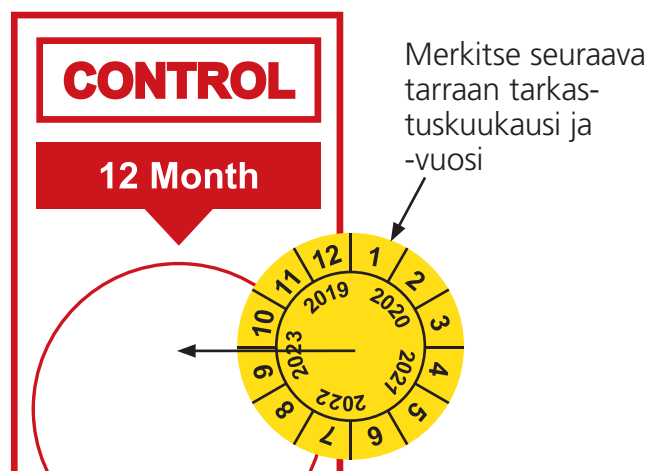 CONTROL
12 Month
Merkitse seuraava
tarraan tarkas-
tuskuukausi ja
-vuosi
1
2
3
4
5
6
7
8
9
10
11
12
2019
2020
2021
2022
2023